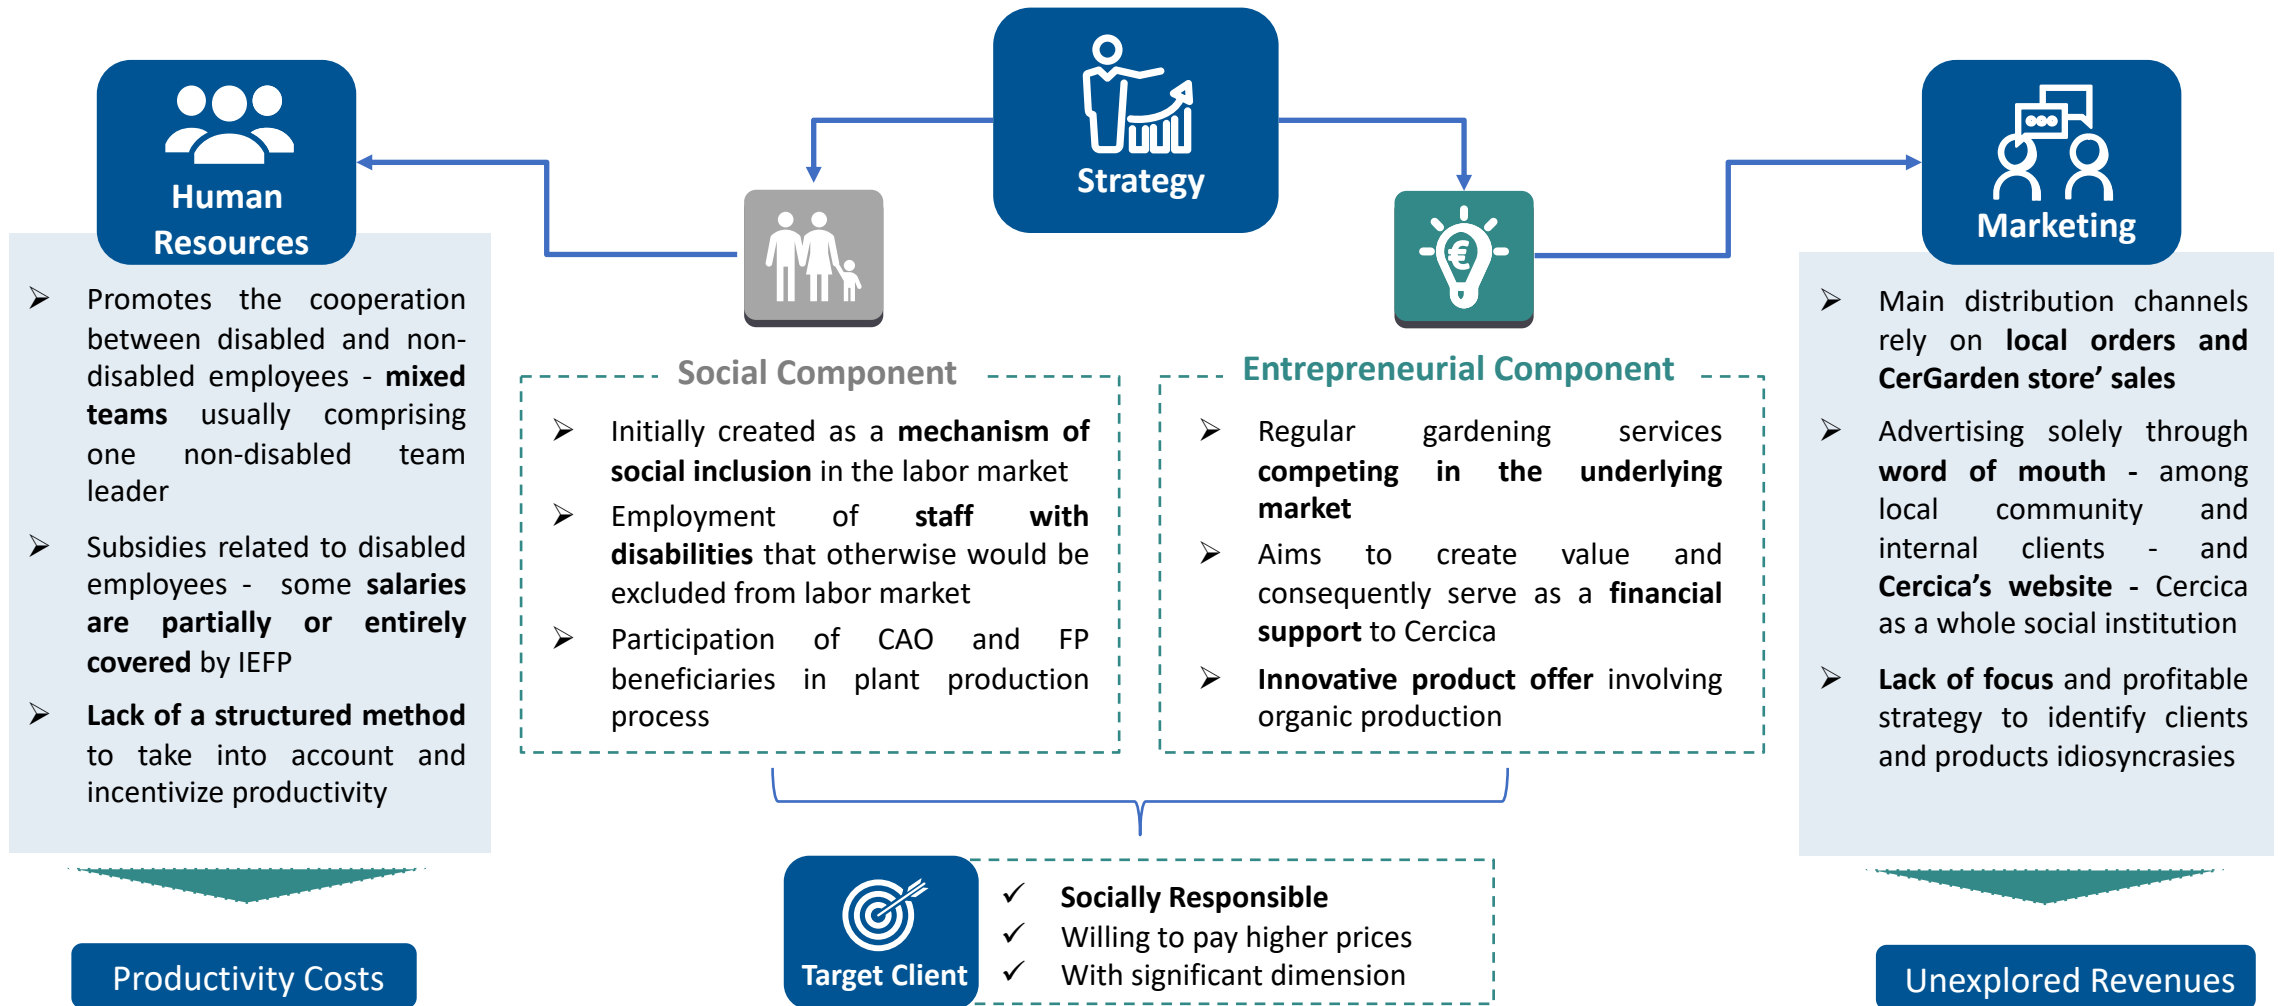 Strategy
Human
Resources
➢ Promotes the cooperation
between disabled and non-
disabled employees - mixed
teams usually comprising
one non-disabled team
leader
➢ Subsidies related to disabled
employees - some salaries
are partially or entirely
covered by IEFP
➢ Lack of a structured method
to take into account and
incentivize productivity
Productivity Costs
Social Component
➢ Initially created as a mechanism of
social inclusion in the labor market
➢ Employment of staff with
disabilities that otherwise would be
excluded from labor market
➢ Participation of CAO and FP
beneficiaries in plant production
process
€
Entrepreneurial Component
➢ Regular gardening services
competing in the underlying
market
➢ Aims to create value and
consequently serve as a financial
support to Cercica
➢ Innovative product offer involving
organic production
Target Client
✓ Socially Responsible
✓ Willing to pay higher prices
✓ With significant dimension
Marketing
➢ Main distribution channels
rely on local orders and
CerGarden store' sales
➢ Advertising solely through
word of mouth - among
local community and
internal clients - and
Cercica's website - Cercica
as a whole social institution
➢ Lack of focus and profitable
strategy to identify clients
and products idiosyncrasies
Unexplored Revenues